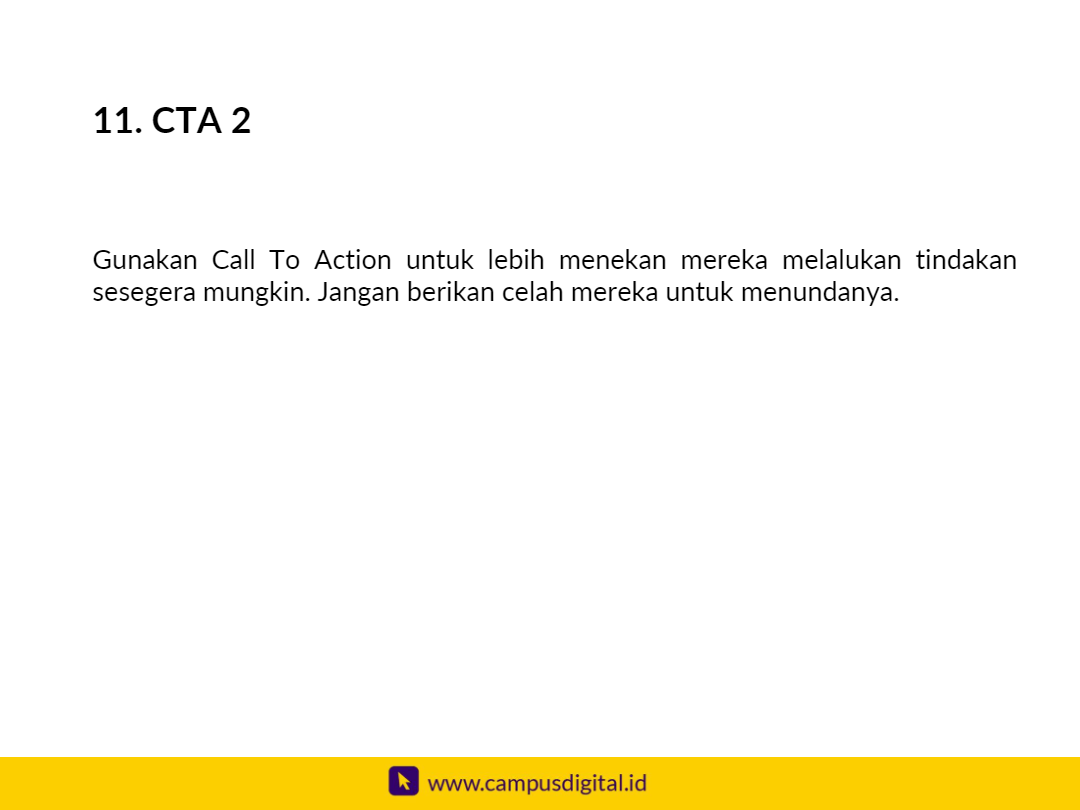 11. CTA 2
Gunakan Call To Action untuk lebih menekan mereka melalukan tindakan
sesegera mungkin. Jangan berikan celah mereka untuk menundanya.
www.campusdigital.id